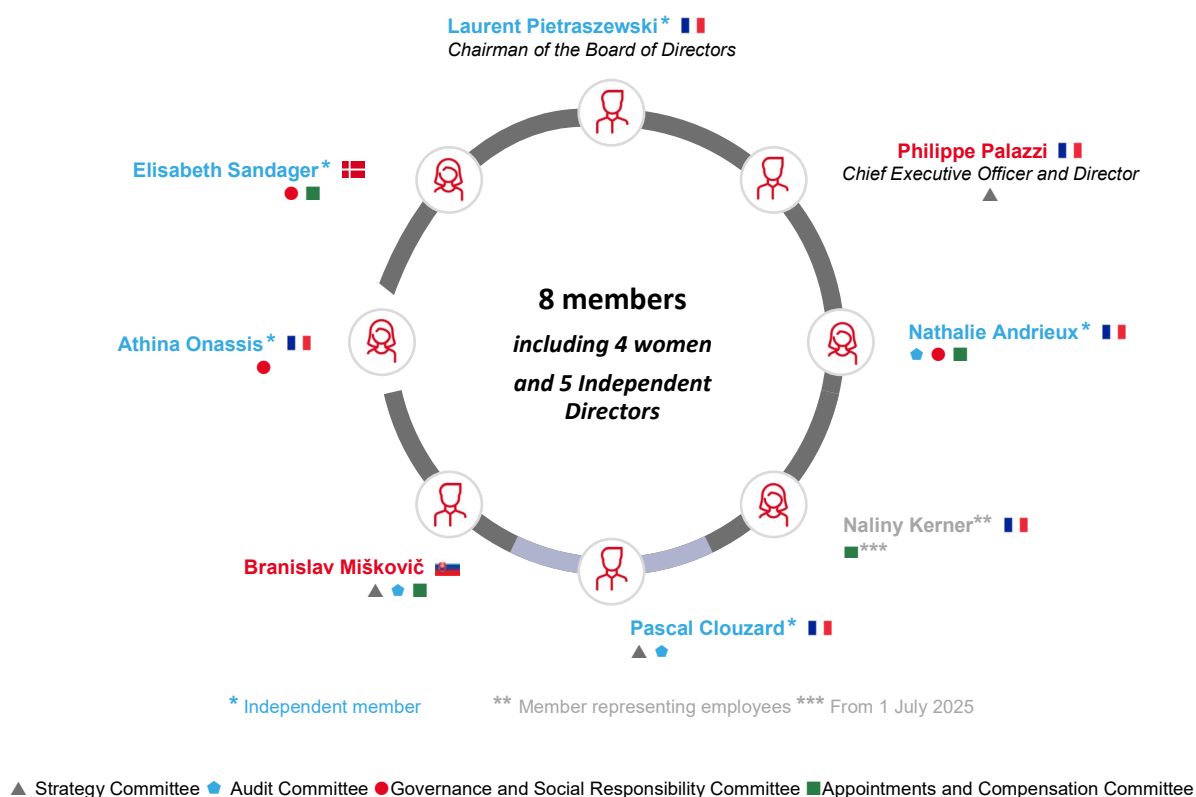 Laurent Pietraszewski*
Chairman of the Board of Directors
Elisabeth Sandager*
Philippe Palazzi
Chief Executive Officer and Director
8 members
including 4 women
and 5 Independent
Directors
Athina Onassis*
Nathalie Andrieux*
Naliny Kerner**
***
Branislav Miškovič
Pascal Clouzard*
* Independent member
** Member representing employees *** From 1 July 2025
Strategy Committee Audit Committee Governance and Social Responsibility Committee Appointments and Compensation Committee